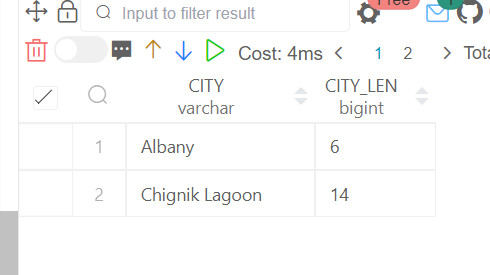 Input to filter result
Free
1
Cost: 4ms
1 2
Tota
CITY CITY_LEN
varchar bigint
1 Albany 6
2 Chignik Lagoon 14